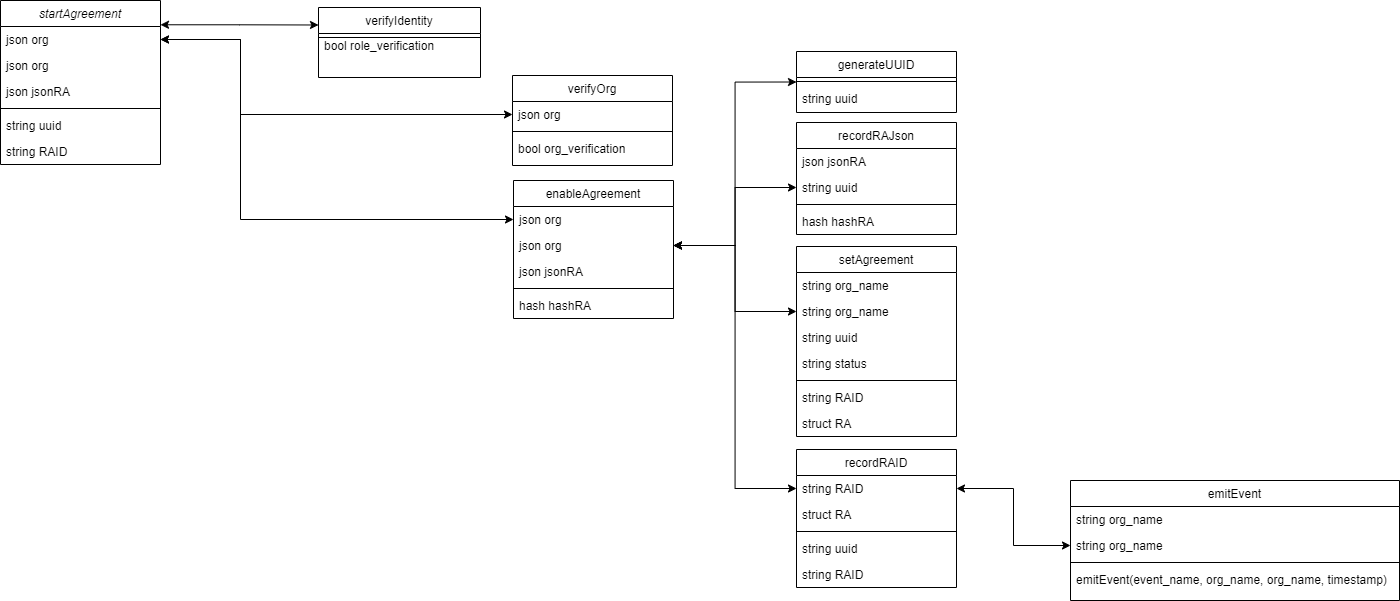 startAgreement
json org
json org
json jsonRA
string uuid
string RAID
verifyIdentity
bool role_verification
verifyOrg
json org
bool org_verification
enableAgreement
json org
json org
json jsonRA
hash hashRA
generateUUID
string uuid
recordRAJson
json jsonRA
string uuid
hash hashRA
setAgreement
string org_name
string org_name
string uuid
string status
string RAID
struct RA
recordRAID
string RAID
struct RA
string uuid
string RAID
emitEvent
string org_name
string org_name
emitEvent(event_name, org_name, org_name, timestamp)